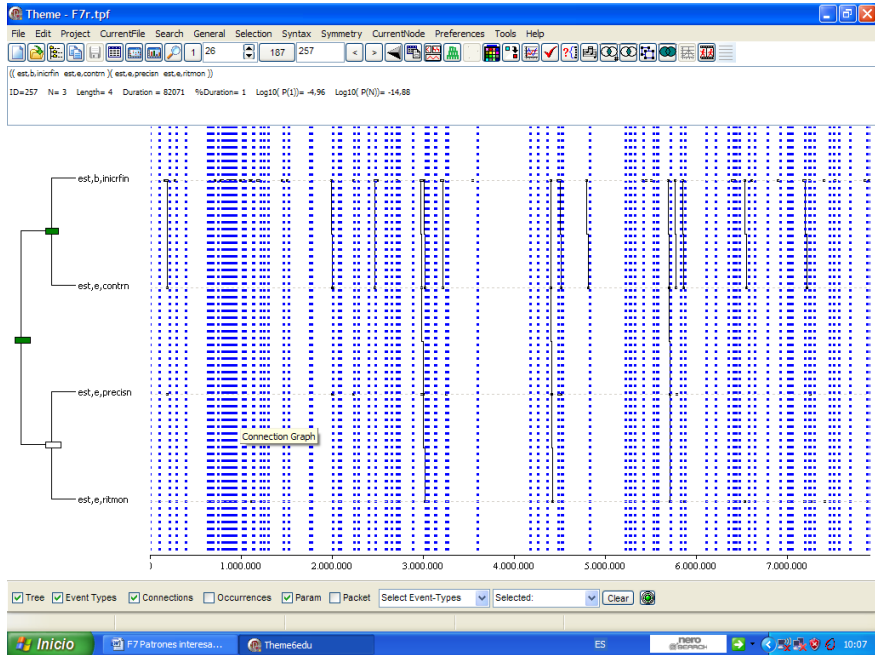 Theme - F7r.tpf
File Edit Project CurrentFile Search General Selection Syntax Symmetry CurrentNode Preferences Tools Help
1 26 187 257 < >
(( est,b,inicrfin est,e,contrn )( est,e,precisn est,e,ritmon ))
ID=257 N= 3 Length= 4 Duration = 82071 %Duration= 1 Log10( P(1))= -4,96 Log10( P(N))= -14,88
est,b,inicrfin
est,e,contrn
est,e,precisn
Connection Graph
est,e,ritmon
1.000.000 2.000.000 3.000.000 4.000.000 5.000.000 6.000.000 7.000.000
Tree Event Types Connections Occurrences Param Packet Select Event-Types Selected: Clear
Inicio F7 Patrones interesa... Theme6edu ES nero SEARCH 10:07